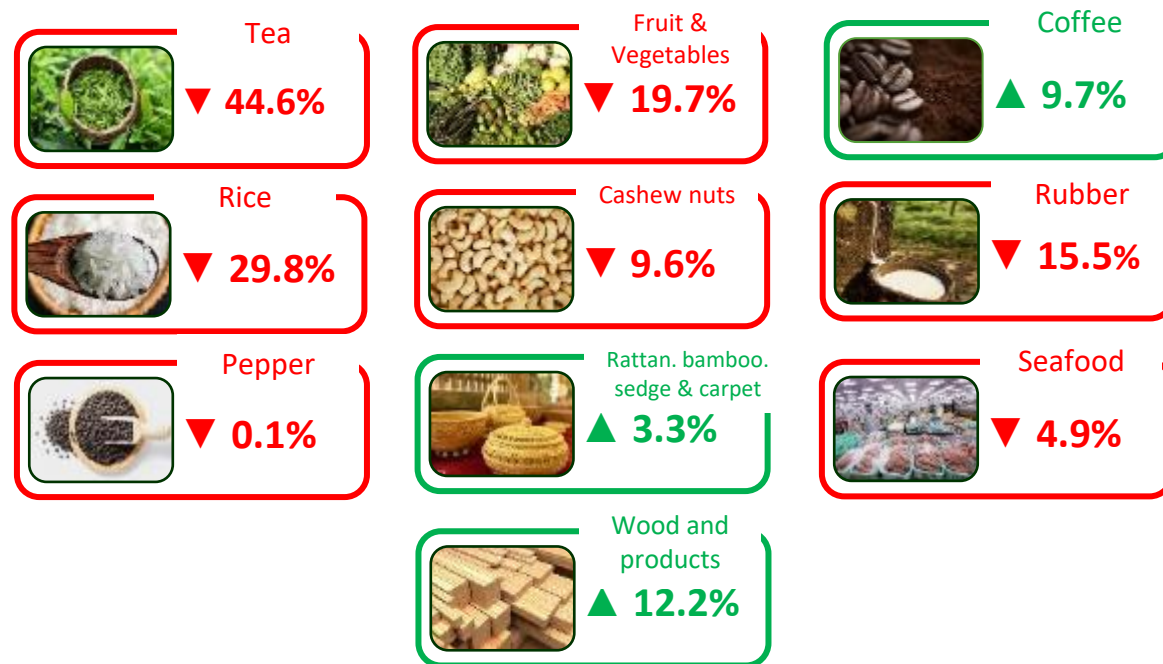 Tea
▼ 44.6%
Fruit &
Vegetables
▼ 19.7%
Coffee
▲ 9.7%
Rice
▼ 29.8%
Cashew nuts
▼ 9.6%
Rubber
▼ 15.5%
Pepper
▼ 0.1%
Rattan. bamboo.
sedge & carpet
▲ 3.3%
Seafood
▼ 4.9%
Wood and
products
▲ 12.2%